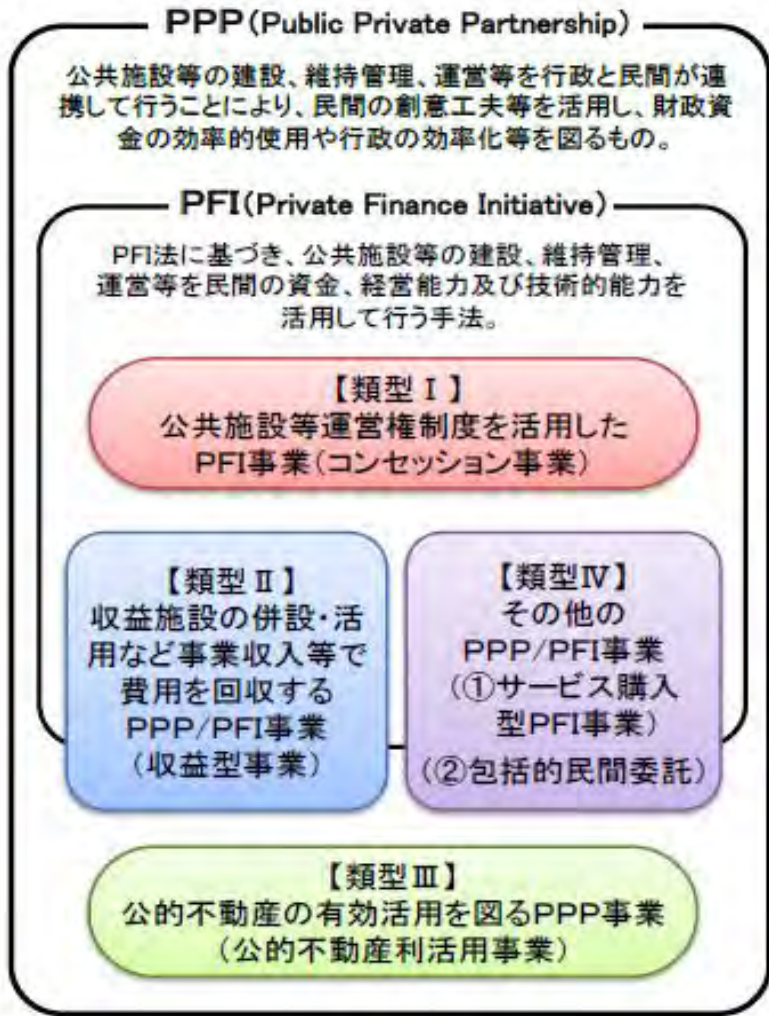 PPP(Public Private Partnership)
公共施設等の建設、維持管理、運営等を行政と民間が連
携して行うことにより、民間の創意工夫等を活用し、財政資
金の効率的使用や行政の効率化等を図るもの。
PFI(Private Finance Initiative)
PFI法に基づき、公共施設等の建設、維持管理、
運営等を民間の資金、経営能力及び技術的能力を
活用して行う手法。
【類型Ⅰ】
公共施設等運営権制度を活用した
PFI事業(コンセッション事業)
【類型Ⅱ】
収益施設の併設・活
用など事業収入等で
費用を回収する
PPP/PFI事業
(収益型事業)
【類型Ⅳ】
その他の
PPP/PFI事業
(①サービス購入
型PFI事業)
(②包括的民間委託)
【類型Ⅲ】
公的不動産の有効活用を図るPPP事業
(公的不動産利活用事業)